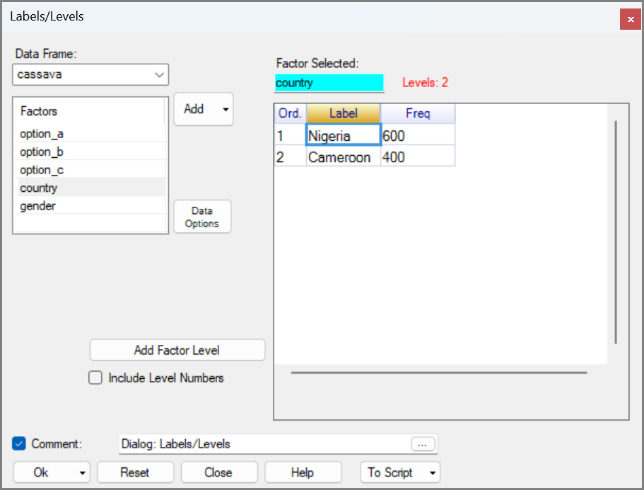 Labels/Levels
Data Frame:
cassava
Factors
option_a
option_b
option_c
country
gender
Add
Data
Options
Factor Selected:
country
Levels: 2
Ord. Label Freq
1 Nigeria 600
2 Cameroon 400
Add Factor Level
Include Level Numbers
Comment: Dialog: Labels/Levels ...
Ok Reset Close Help To Script